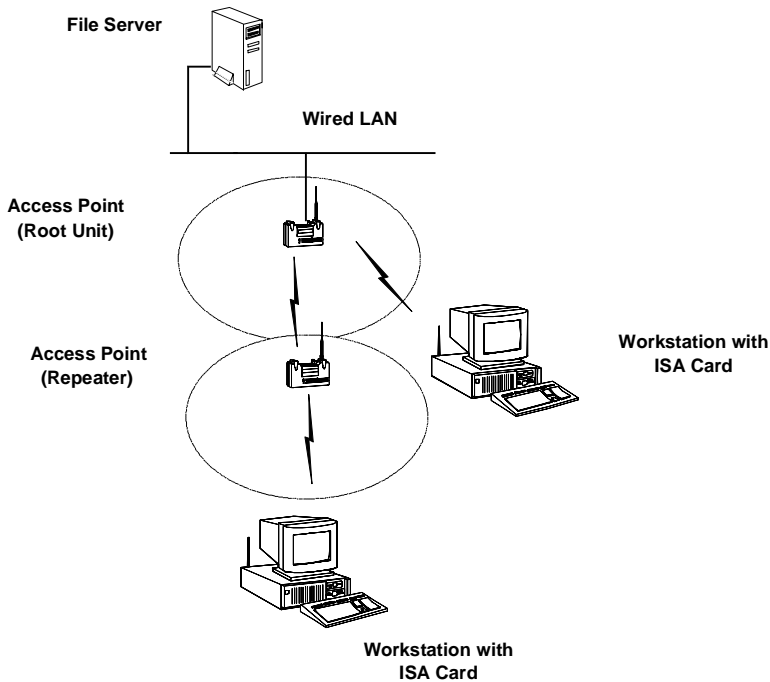 File Server
Wired LAN
Access Point
(Root Unit)
Access Point
(Repeater)
Workstation with
ISA Card
Workstation with
ISA Card